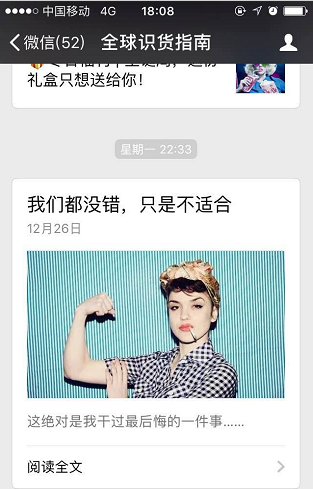 中国移动 4G 18:08
微信(52) 全球识货指南
礼盒只想送给你!
星期一 22:33
我们都没错，只是不适合
12月26日
这绝对是我干过最后悔的一件事......
阅读全文